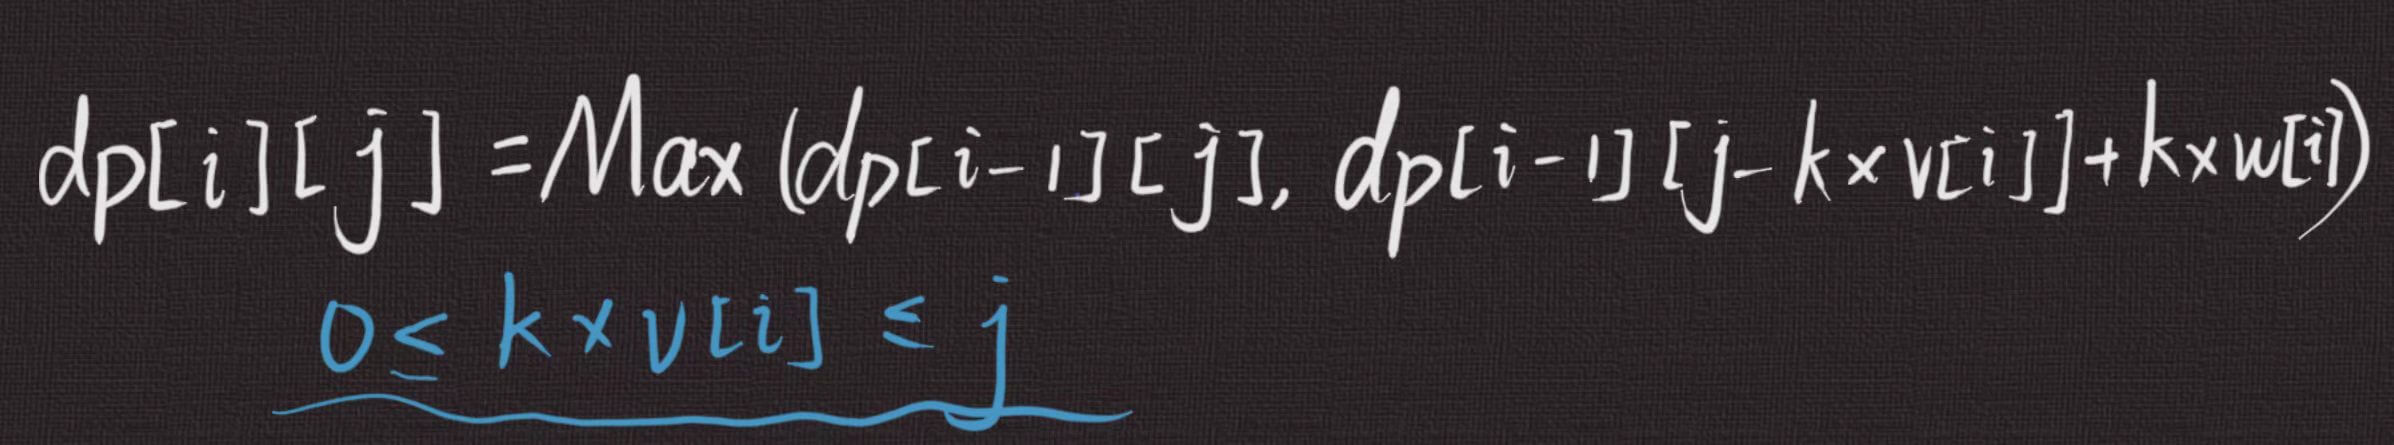 dp[i][j] = Max (dp[i-1][j], dp[i-1][j-k×v[i]]+k×w[i])
0≤ k×v[i] ≤ j